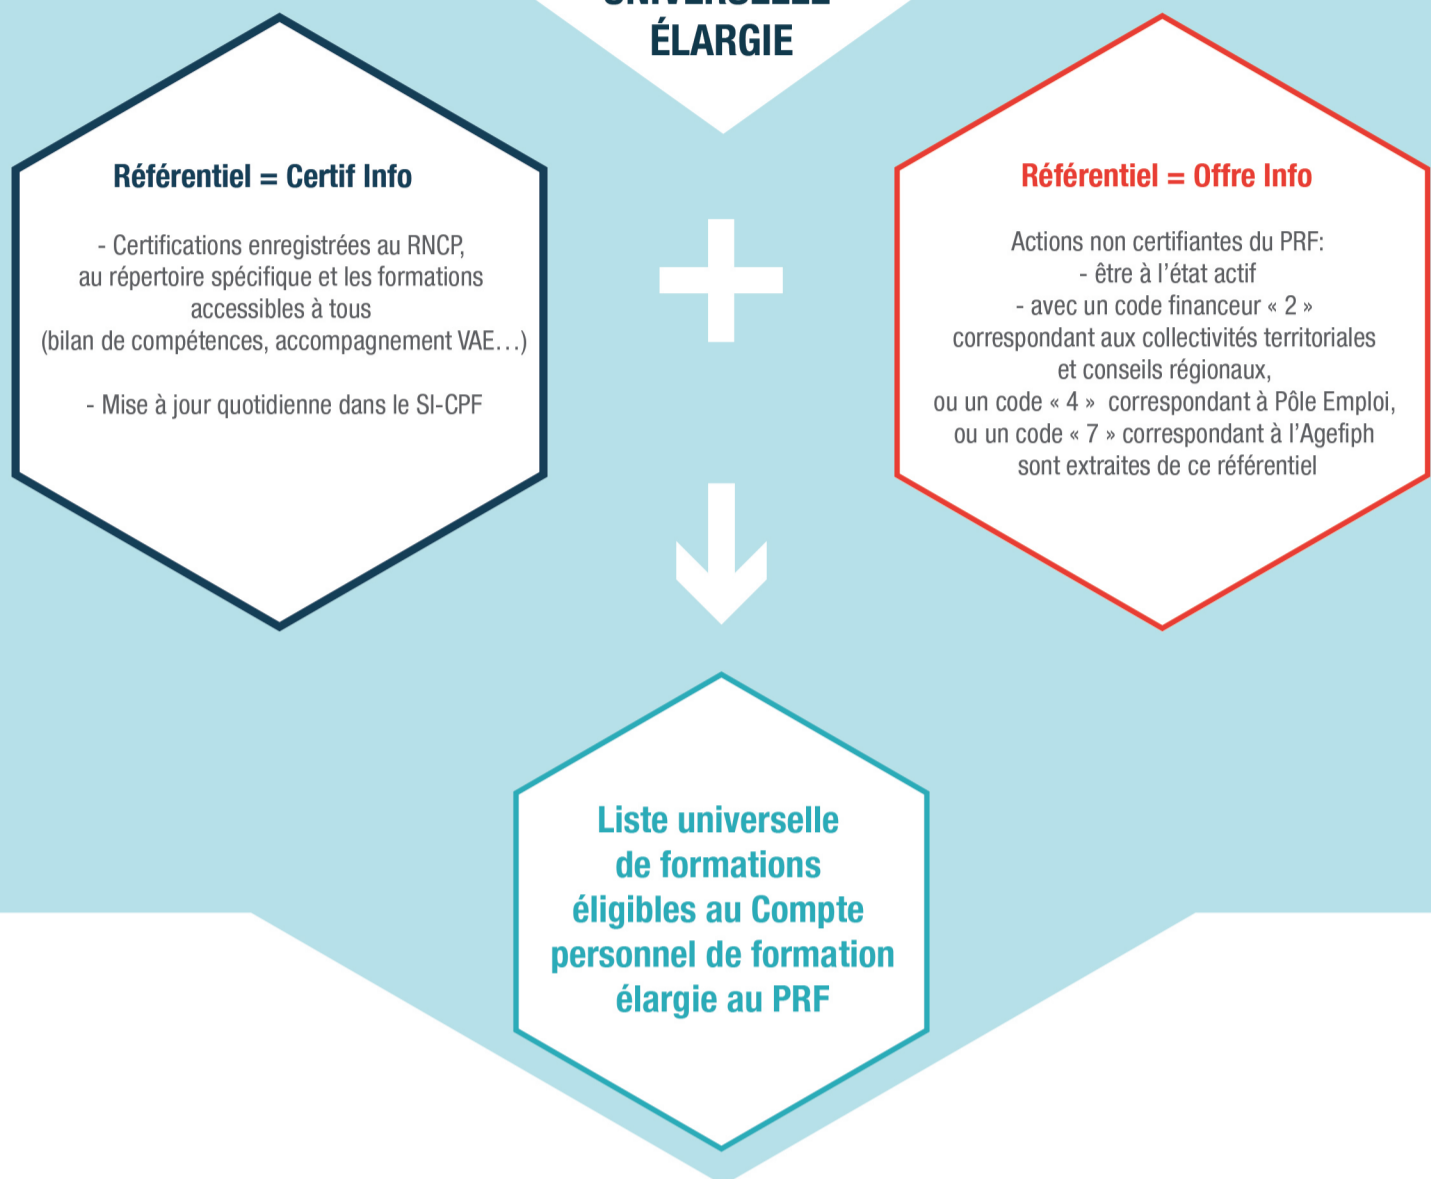 ÉLARGIE
Référentiel = Certif Info
- Certifications enregistrées au RNCP,
au répertoire spécifique et les formations
accessibles à tous
(bilan de compétences, accompagnement VAE...)
- Mise à jour quotidienne dans le SI-CPF
+
Référentiel = Offre Info
Actions non certifiantes du PRF:
- être à l'état actif
- avec un code financeur « 2 »
correspondant aux collectivités territoriales
et conseils régionaux,
ou un code « 4 »  correspondant à Pôle Emploi,
ou un code « 7 » correspondant à l'Agefiph
sont extraites de ce référentiel
Liste universelle
de formations
éligibles au Compte
personnel de formation
élargie au PRF